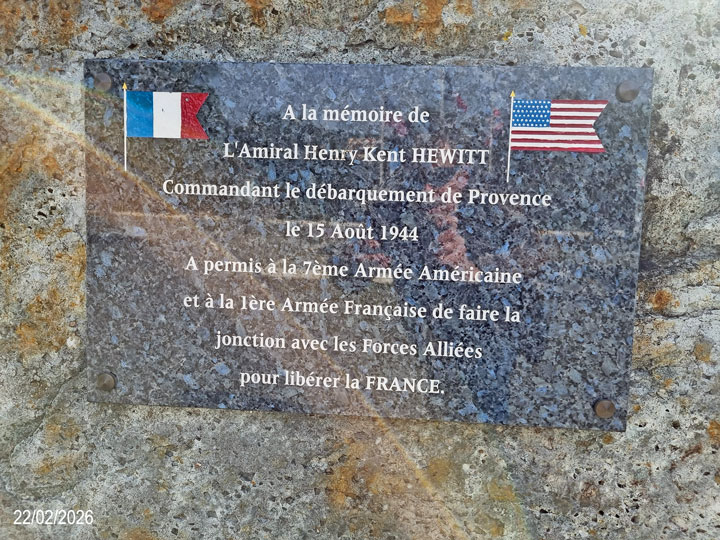 A la mémoire de
L'Amiral Henry Kent HEWITT
Commandant le débarquement de Provence
le 15 Août 1944
A permis à la 7ème Armée Américaine
et à la 1ère Armée Française de faire la
jonction avec les Forces Alliées
pour libérer la FRANCE.
22/02/2026